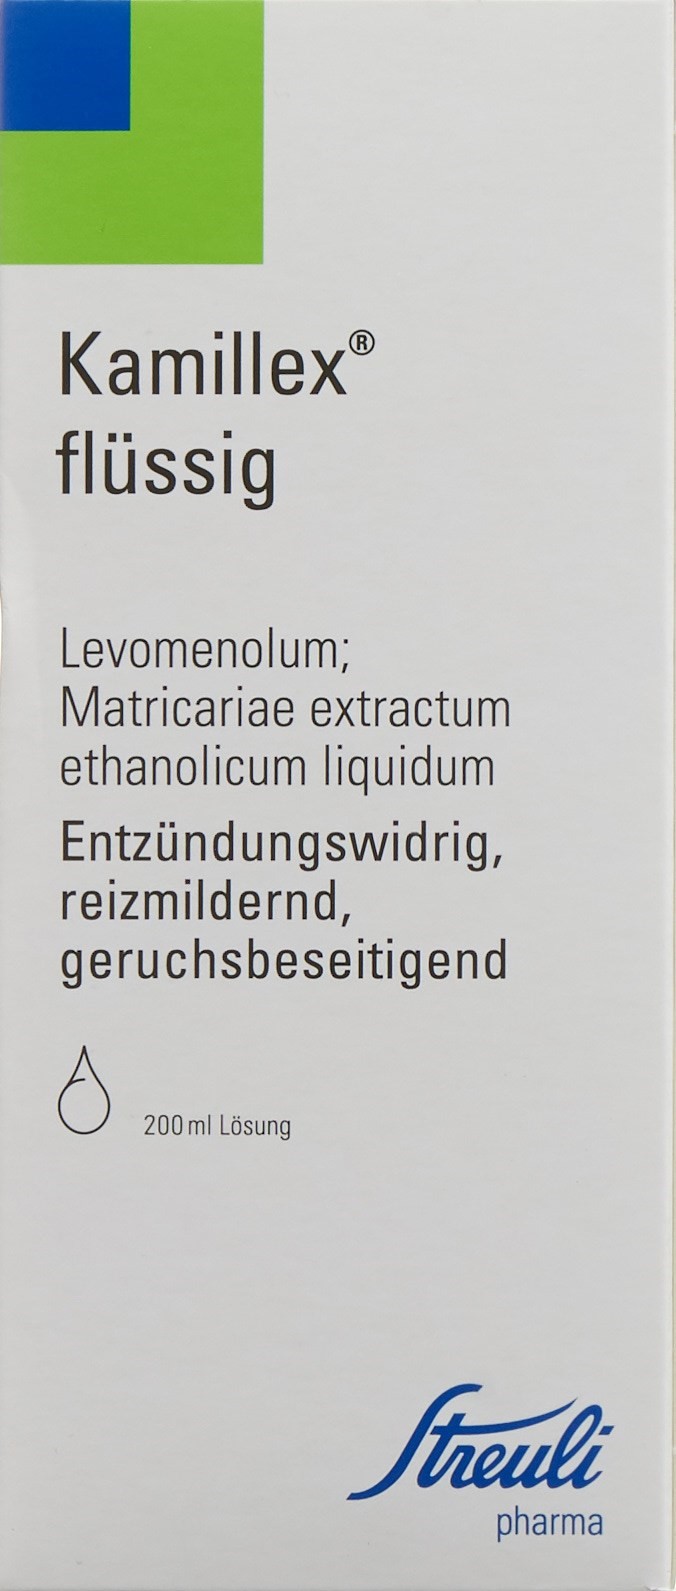 Kamillex®
flüssig
Levomenolum;
Matricariae extractum
ethanolicum liquidum
Entzündungswidrig,
reizmildernd,
geruchsbeseitigend
200 ml Lösung
Streuli
pharma